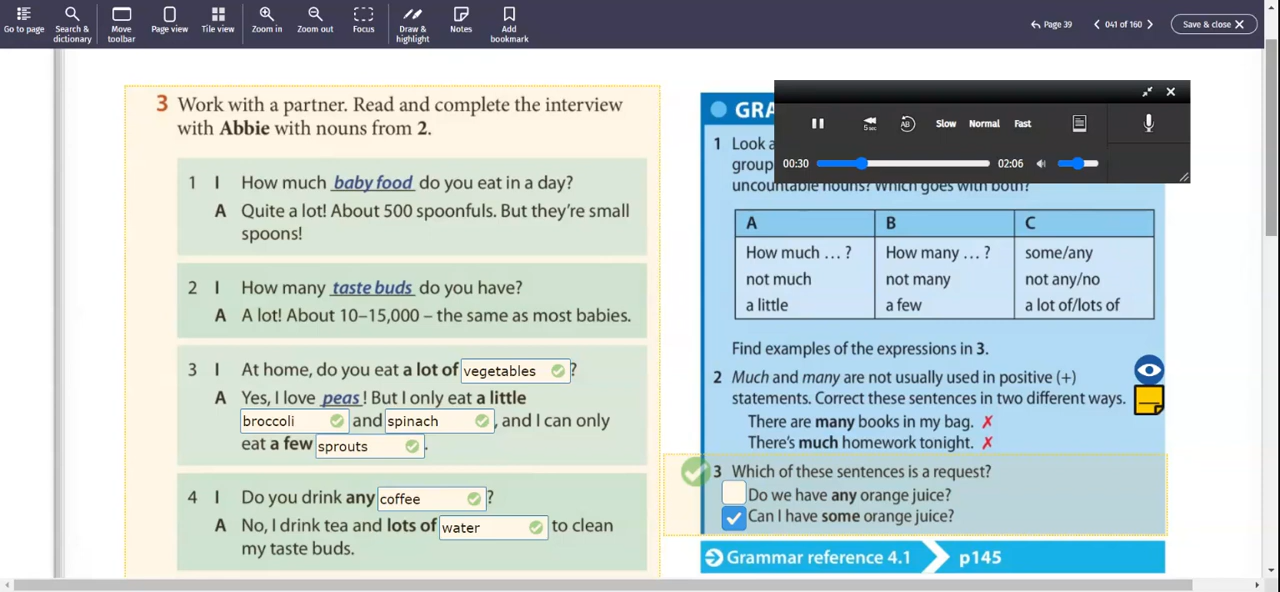 Go to page
Search & dictionary
Move toolbar
Page view
Tile view
Zoom in
Zoom out
Focus
Draw & highlight
Notes
Add bookmark
Page 39
041 of 160
Save & close
3 Work with a partner. Read and complete the interview
with Abbie with nouns from 2.
1 I How much baby food do you eat in a day?
A Quite a lot! About 500 spoonfuls. But they're small
spoons!
2 I How many taste buds do you have?
A A lot! About 10–15,000 – the same as most babies.
3 I At home, do you eat a lot of vegetables ?
A Yes, I love peas! But I only eat a little
broccoli and spinach , and I can only
eat a few sprouts .
4 I Do you drink any coffee ?
A No, I drink tea and lots of water to clean
my taste buds.
GRA
5 sec
AB
Slow
Normal
Fast
00:30
02:06
1 Look a
group
uncountable nouns? Which goes with both?
A B C
How much … ? How many … ? some/any
not much not many not any/no
a little a few a lot of/lots of
Find examples of the expressions in 3.
2 Much and many are not usually used in positive (+)
statements. Correct these sentences in two different ways.
There are many books in my bag. ✗
There's much homework tonight. ✗
3 Which of these sentences is a request?
Do we have any orange juice?
Can I have some orange juice?
Grammar reference 4.1 p145